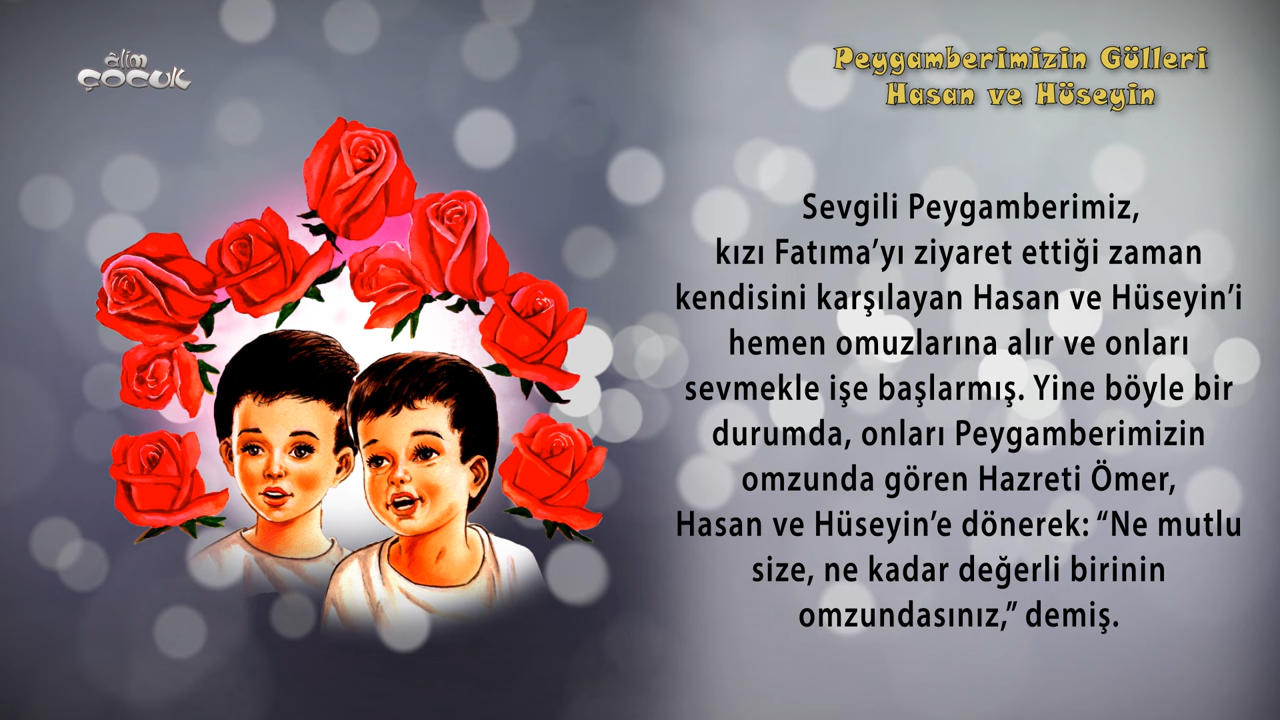 âlim
ÇOCUK
Peygamberimizin Gülleri
Hasan ve Hüseyin
Sevgili Peygamberimiz,
kızı Fatıma’yı ziyaret ettiği zaman
kendisini karşılayan Hasan ve Hüseyin’i
hemen omuzlarına alır ve onları
sevmekle işe başlarmış. Yine böyle bir
durumda, onları Peygamberimizin
omzunda gören Hazreti Ömer,
Hasan ve Hüseyin’e dönerek: “Ne mutlu
size, ne kadar değerli birinin
omzundasınız,” demiş.